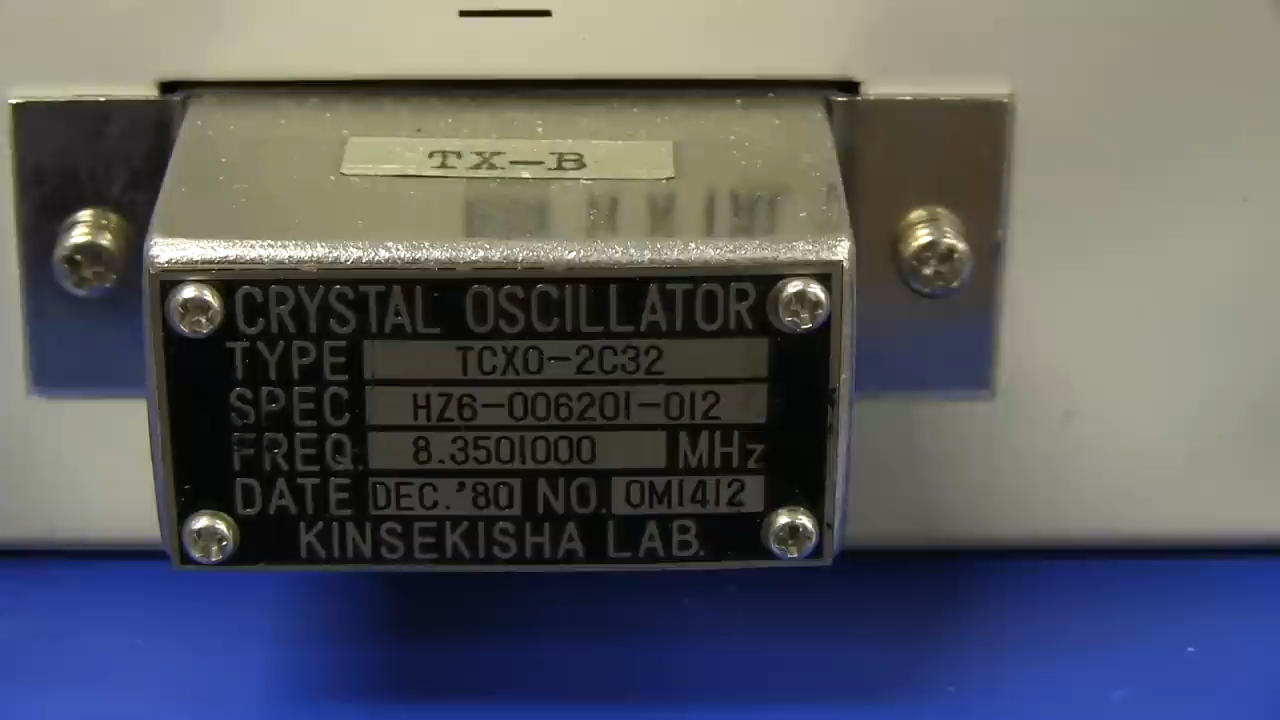 TX-B
CRYSTAL OSCILLATOR
TYPE TCXO-2C32
SPEC HZ6-006201-012
FREQ. 8.3501000 MHz
DATE DEC.'80 NO. 0M1412
KINSEKISHA LAB.